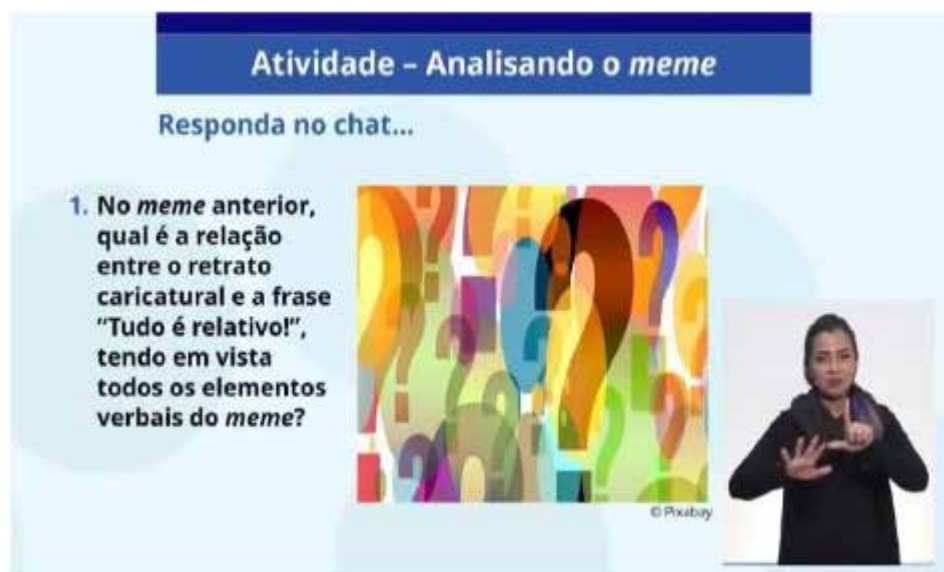 Atividade – Analisando o meme
Responda no chat...
1. No meme anterior,
qual é a relação
entre o retrato
caricatural e a frase
“Tudo é relativo!”,
tendo em vista
todos os elementos
verbais do meme?
© Pixabay